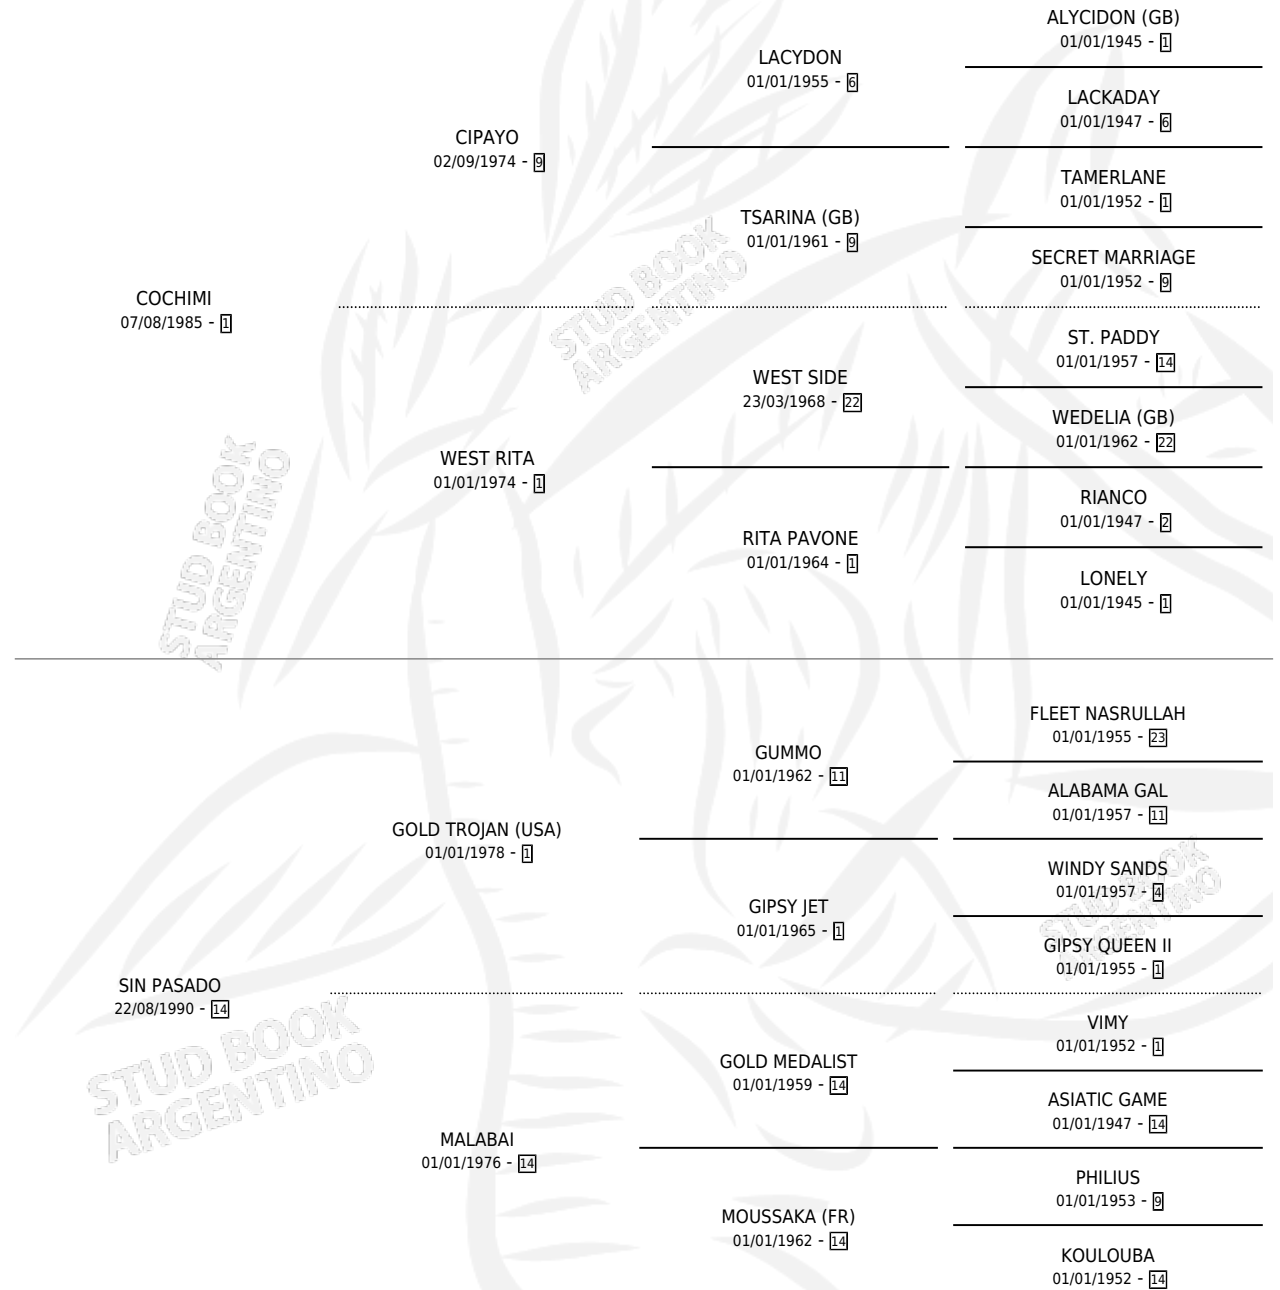 ALYCIDON (GB)
01/01/1945 - 1
LACYDON
01/01/1955 - 6
LACKADAY
01/01/1947 - 6
CIPAYO
02/09/1974 - 9
TAMERLANE
01/01/1952 - 1
TSARINA (GB)
01/01/1961 - 9
SECRET MARRIAGE
01/01/1952 - 9
COCHIMI
07/08/1985 - 1
STUD BOOK
ARGENTINO
ST. PADDY
01/01/1957 - 14
WEST SIDE
23/03/1968 - 22
WEDELIA (GB)
01/01/1962 - 22
WEST RITA
01/01/1974 - 1
RIANCO
01/01/1947 - 2
RITA PAVONE
01/01/1964 - 1
LONELY
01/01/1945 - 1
STUD BOOK
ARGENTINO
FLEET NASRULLAH
01/01/1955 - 23
GUMMO
01/01/1962 - 11
ALABAMA GAL
01/01/1957 - 11
GOLD TROJAN (USA)
01/01/1978 - 1
WINDY SANDS
01/01/1957 - 4
GIPSY JET
01/01/1965 - 1
STUD BOOK
ARGENTINO
GIPSY QUEEN II
01/01/1955 - 1
SIN PASADO
22/08/1990 - 14
VIMY
01/01/1952 - 1
GOLD MEDALIST
01/01/1959 - 14
STUD BOOK
ARGENTINO
ASIATIC GAME
01/01/1947 - 14
MALABAI
01/01/1976 - 14
PHILIUS
01/01/1953 - 9
MOUSSAKA (FR)
01/01/1962 - 14
KOULOUBA
01/01/1952 - 14